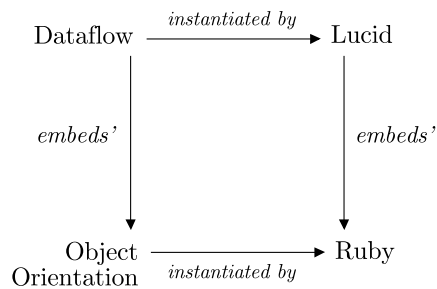 instantiated by
Dataflow
Lucid
embeds’
embeds’
Object
Orientation
Ruby
instantiated by